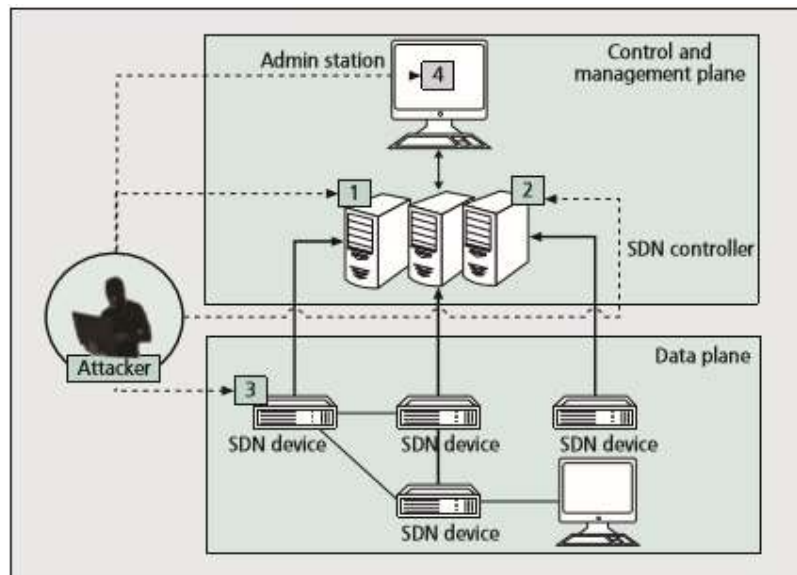 Admin station
Control and
management plane
4
1
2
SDN controller
Attacker
Data plane
3
SDN device
SDN device
SDN device
SDN device